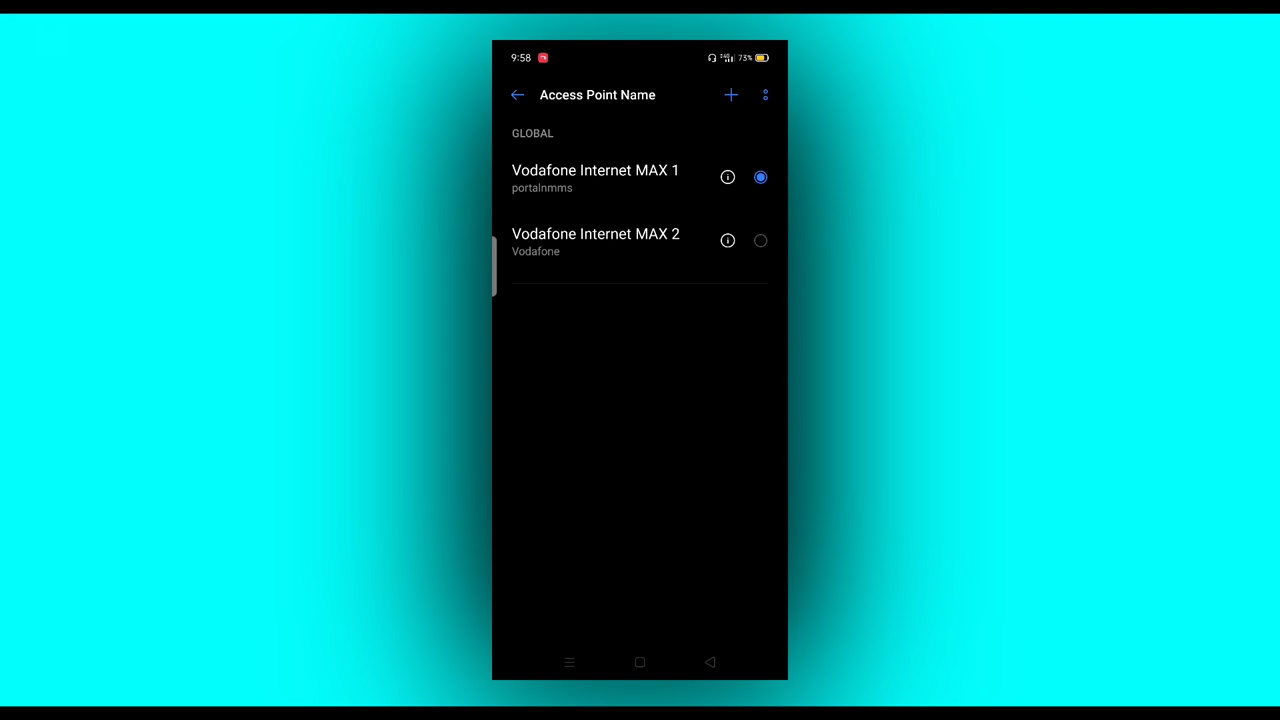 9:58
73%
Access Point Name
GLOBAL
Vodafone Internet MAX 1
portalnmms
Vodafone Internet MAX 2
Vodafone